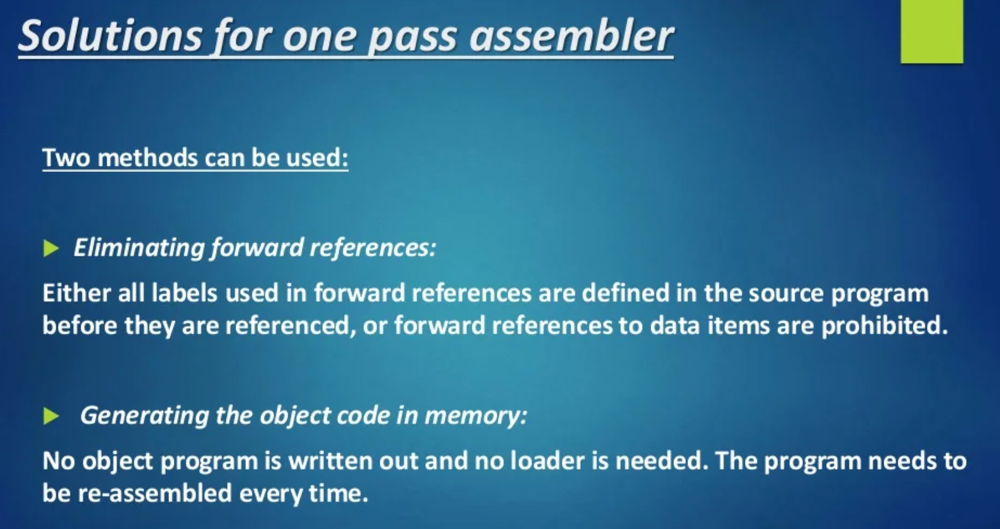 Solutions for one pass assembler
Two methods can be used:
Eliminating forward references:
Either all labels used in forward references are defined in the source program
before they are referenced, or forward references to data items are prohibited.
Generating the object code in memory:
No object program is written out and no loader is needed. The program needs to
be re-assembled every time.